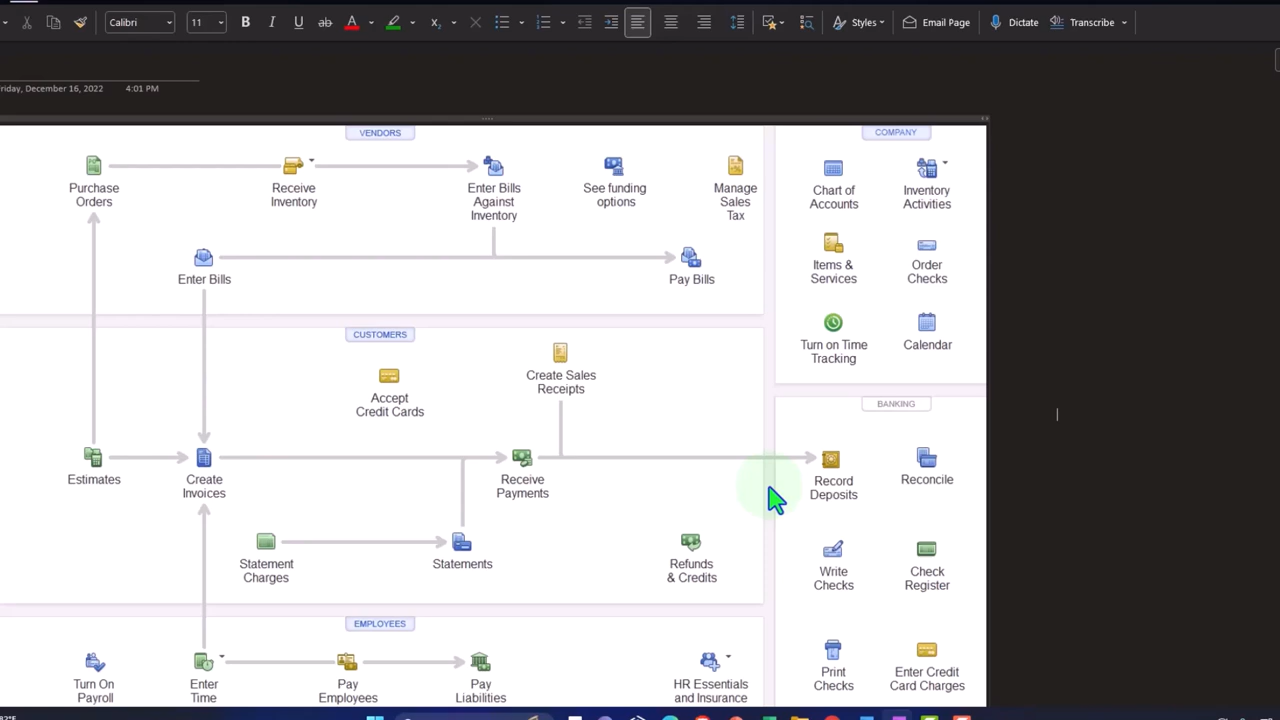 Calibri
11
B
I
U
ab
A
Styles
Email Page
Dictate
Transcribe
riday, December 16, 2022
4:01 PM
VENDORS
COMPANY
Purchase
Orders
Receive
Inventory
Enter Bills
Against
Inventory
See funding
options
Manage
Sales
Tax
Chart of
Accounts
Inventory
Activities
Enter Bills
Pay Bills
Items &
Services
Order
Checks
Turn on Time
Tracking
Calendar
CUSTOMERS
Create Sales
Receipts
Accept
Credit Cards
BANKING
Estimates
Create
Invoices
Receive
Payments
Record
Deposits
Reconcile
Statement
Charges
Statements
Refunds
& Credits
Write
Checks
Check
Register
EMPLOYEES
Turn On
Payroll
Enter
Time
Pay
Employees
Pay
Liabilities
HR Essentials
and Insurance
Print
Checks
Enter Credit
Card Charges